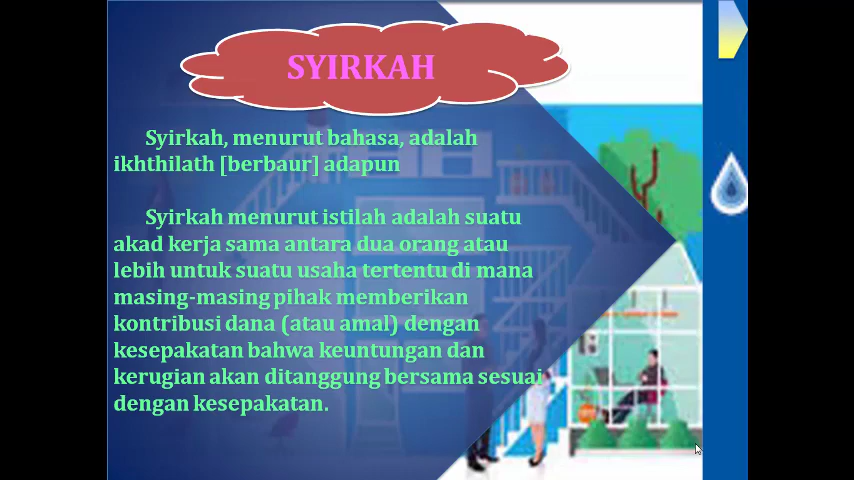 SYIRKAH
Syirkah, menurut bahasa, adalah
ikhthilath [berbaur] adapun
Syirkah menurut istilah adalah suatu
akad kerja sama antara dua orang atau
lebih untuk suatu usaha tertentu di mana
masing-masing pihak memberikan
kontribusi dana (atau amal) dengan
kesepakatan bahwa keuntungan dan
kerugian akan ditanggung bersama sesuai
dengan kesepakatan.